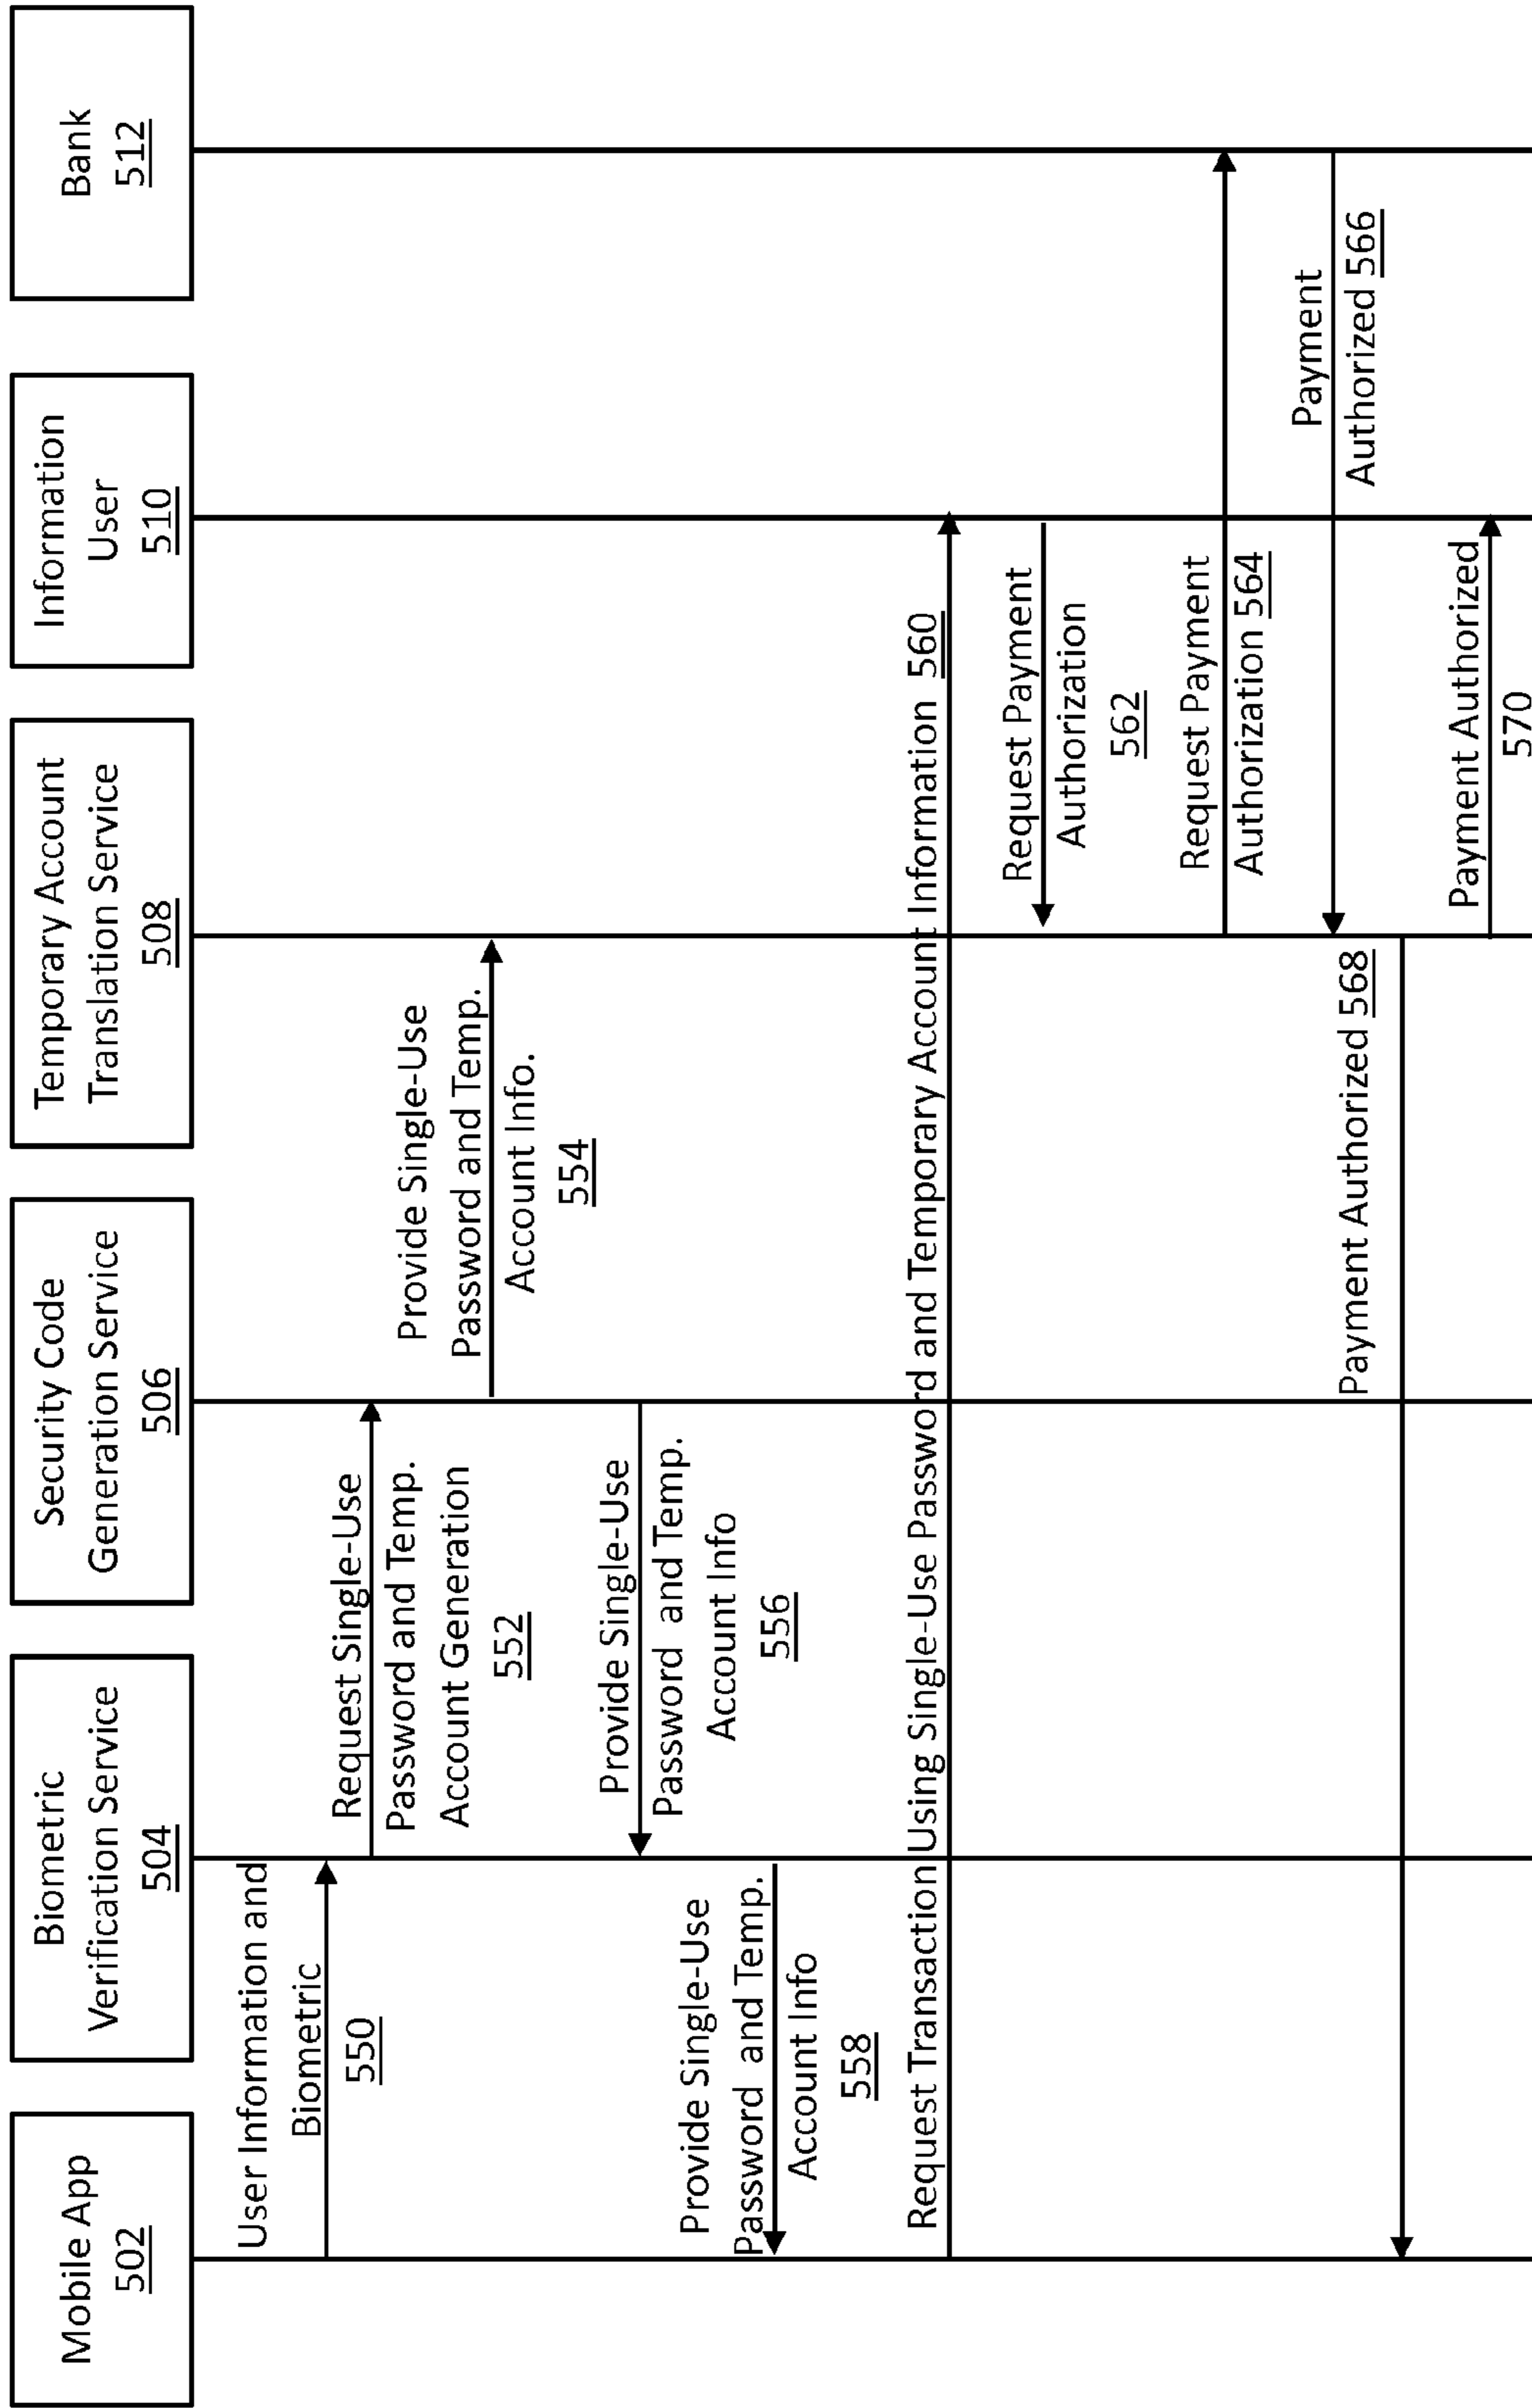 Mobile App
502
Biometric
Verification Service
504
Security Code
Generation Service
506
Temporary Account
Translation Service
508
Information
User
510
Bank
512
User Information and
Biometric
550
Request Single-Use
Password and Temp.
Account Generation
552
Provide Single-Use
Password and Temp.
Account Info.
554
Provide Single-Use
Password and Temp.
Account Info
556
Provide Single-Use
Password and Temp.
Account Info
558
Request Transaction Using Single-Use Password and Temporary Account Information 560
Request Payment
Authorization
562
Request Payment
Authorization 564
Payment
Authorized 566
Payment Authorized 568
Payment Authorized
570